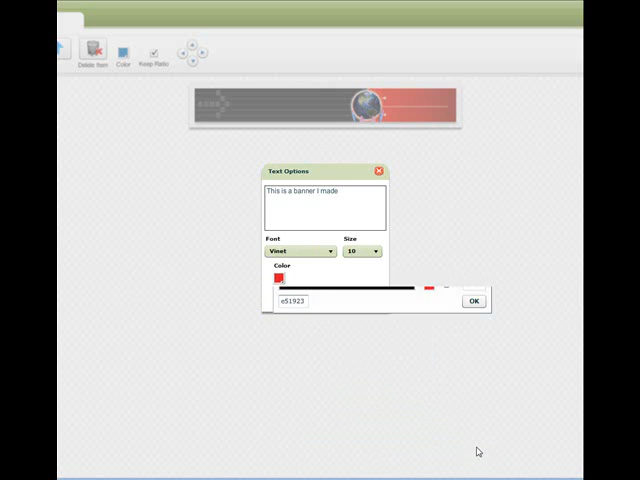 Delete Item
Color
Keep Ratio
Text Options
This is a banner I made
Font
Size
Vinet
10
Color
e51923
OK